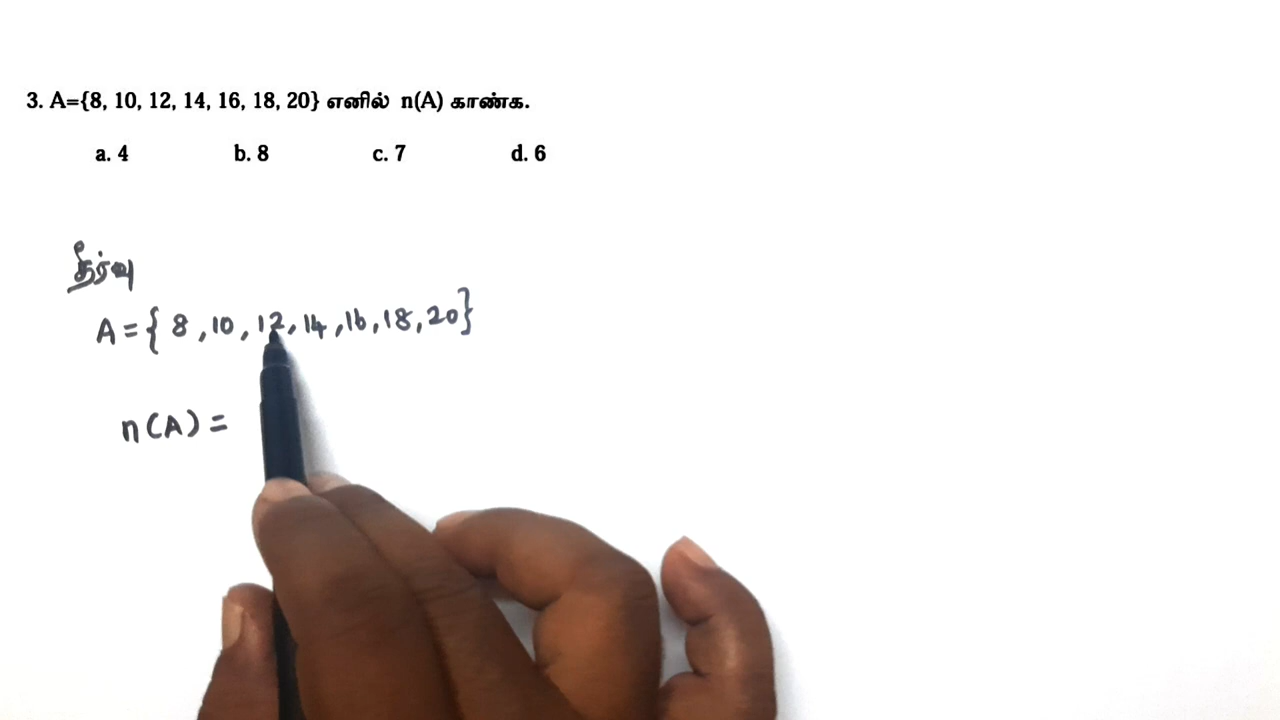 3. A={8, 10, 12, 14, 16, 18, 20} எனில் n(A) காண்க.
a. 4 b. 8 c. 7 d. 6
தீர்வு
A = { 8 , 10 , 12 , 14 , 16 , 18 , 20 }
n(A) =